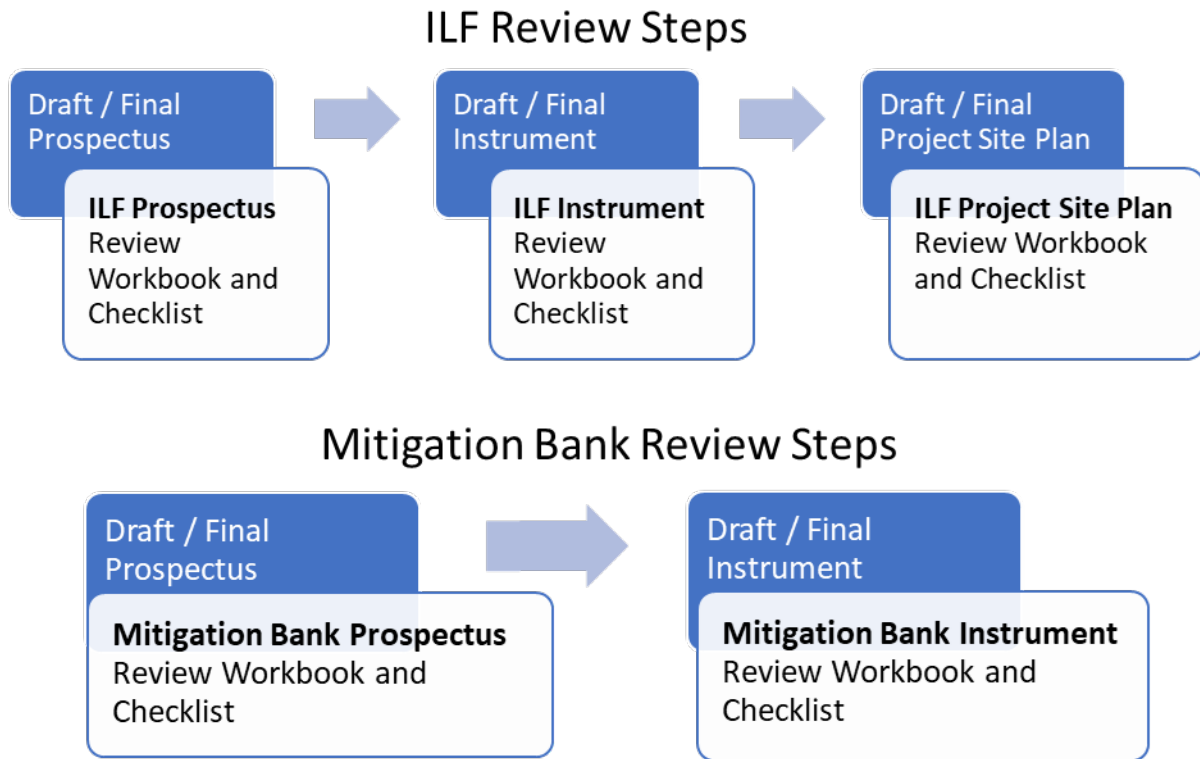 ILF Review Steps
Draft / Final
Prospectus
ILF Prospectus
Review
Workbook and
Checklist
Draft / Final
Instrument
ILF Instrument
Review
Workbook and
Checklist
Draft / Final
Project Site Plan
ILF Project Site Plan
Review Workbook
and Checklist
Mitigation Bank Review Steps
Draft / Final
Prospectus
Mitigation Bank Prospectus
Review Workbook and
Checklist
Draft / Final
Instrument
Mitigation Bank Instrument
Review Workbook and
Checklist